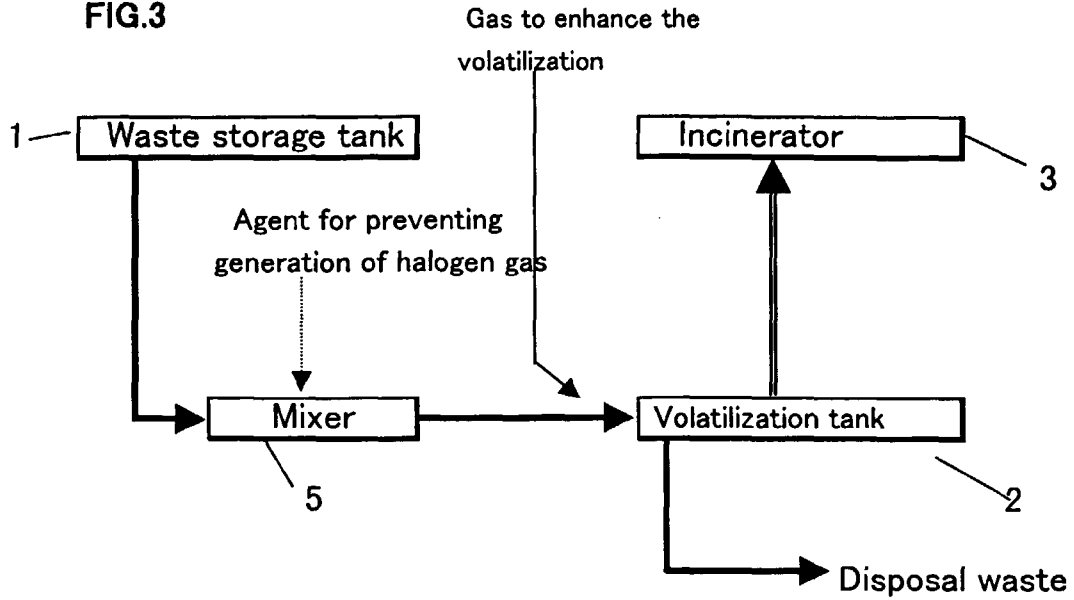 FIG.3
Gas to enhance the
volatilization
1
Waste storage tank
Incinerator
3
Agent for preventing
generation of halogen gas
Mixer
Volatilization tank
5
2
Disposal waste